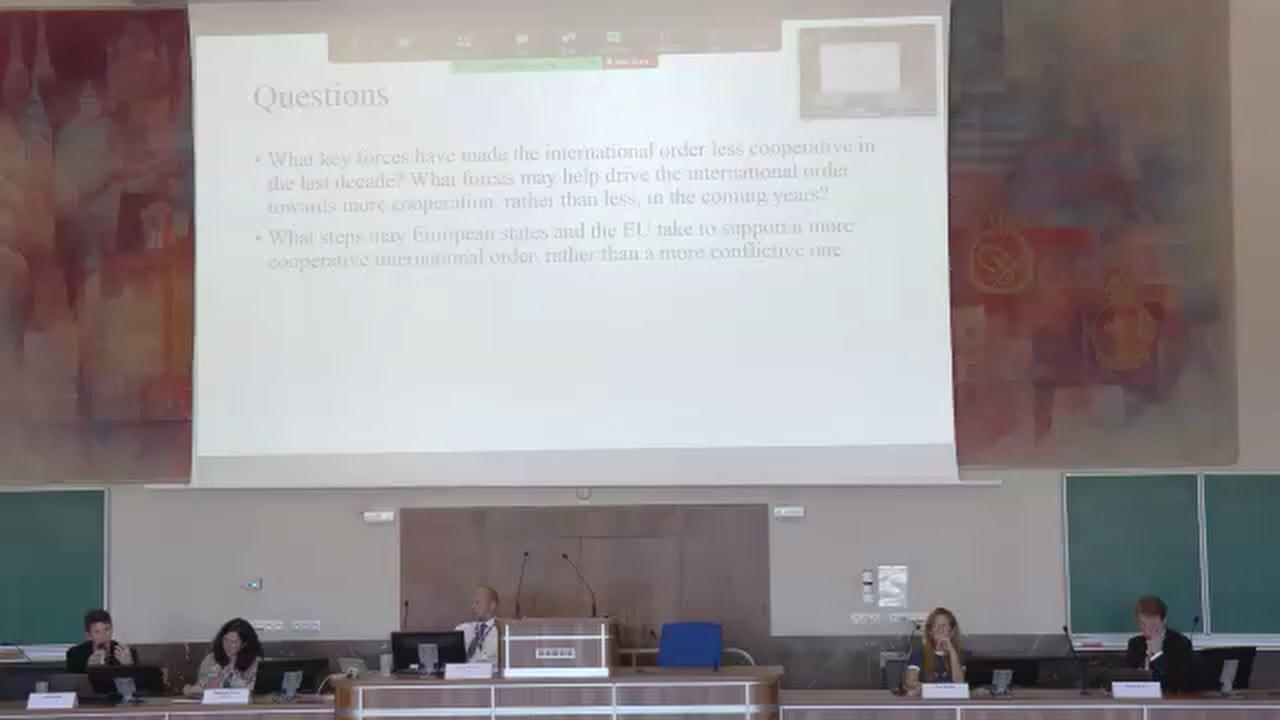 Questions
• What key forces have made the international order less cooperative in
the last decade? What forces may help drive the international order
towards more cooperation, rather than less, in the coming years?
• What steps may European states and the EU take to support a more
cooperative international order, rather than a more conflictive one